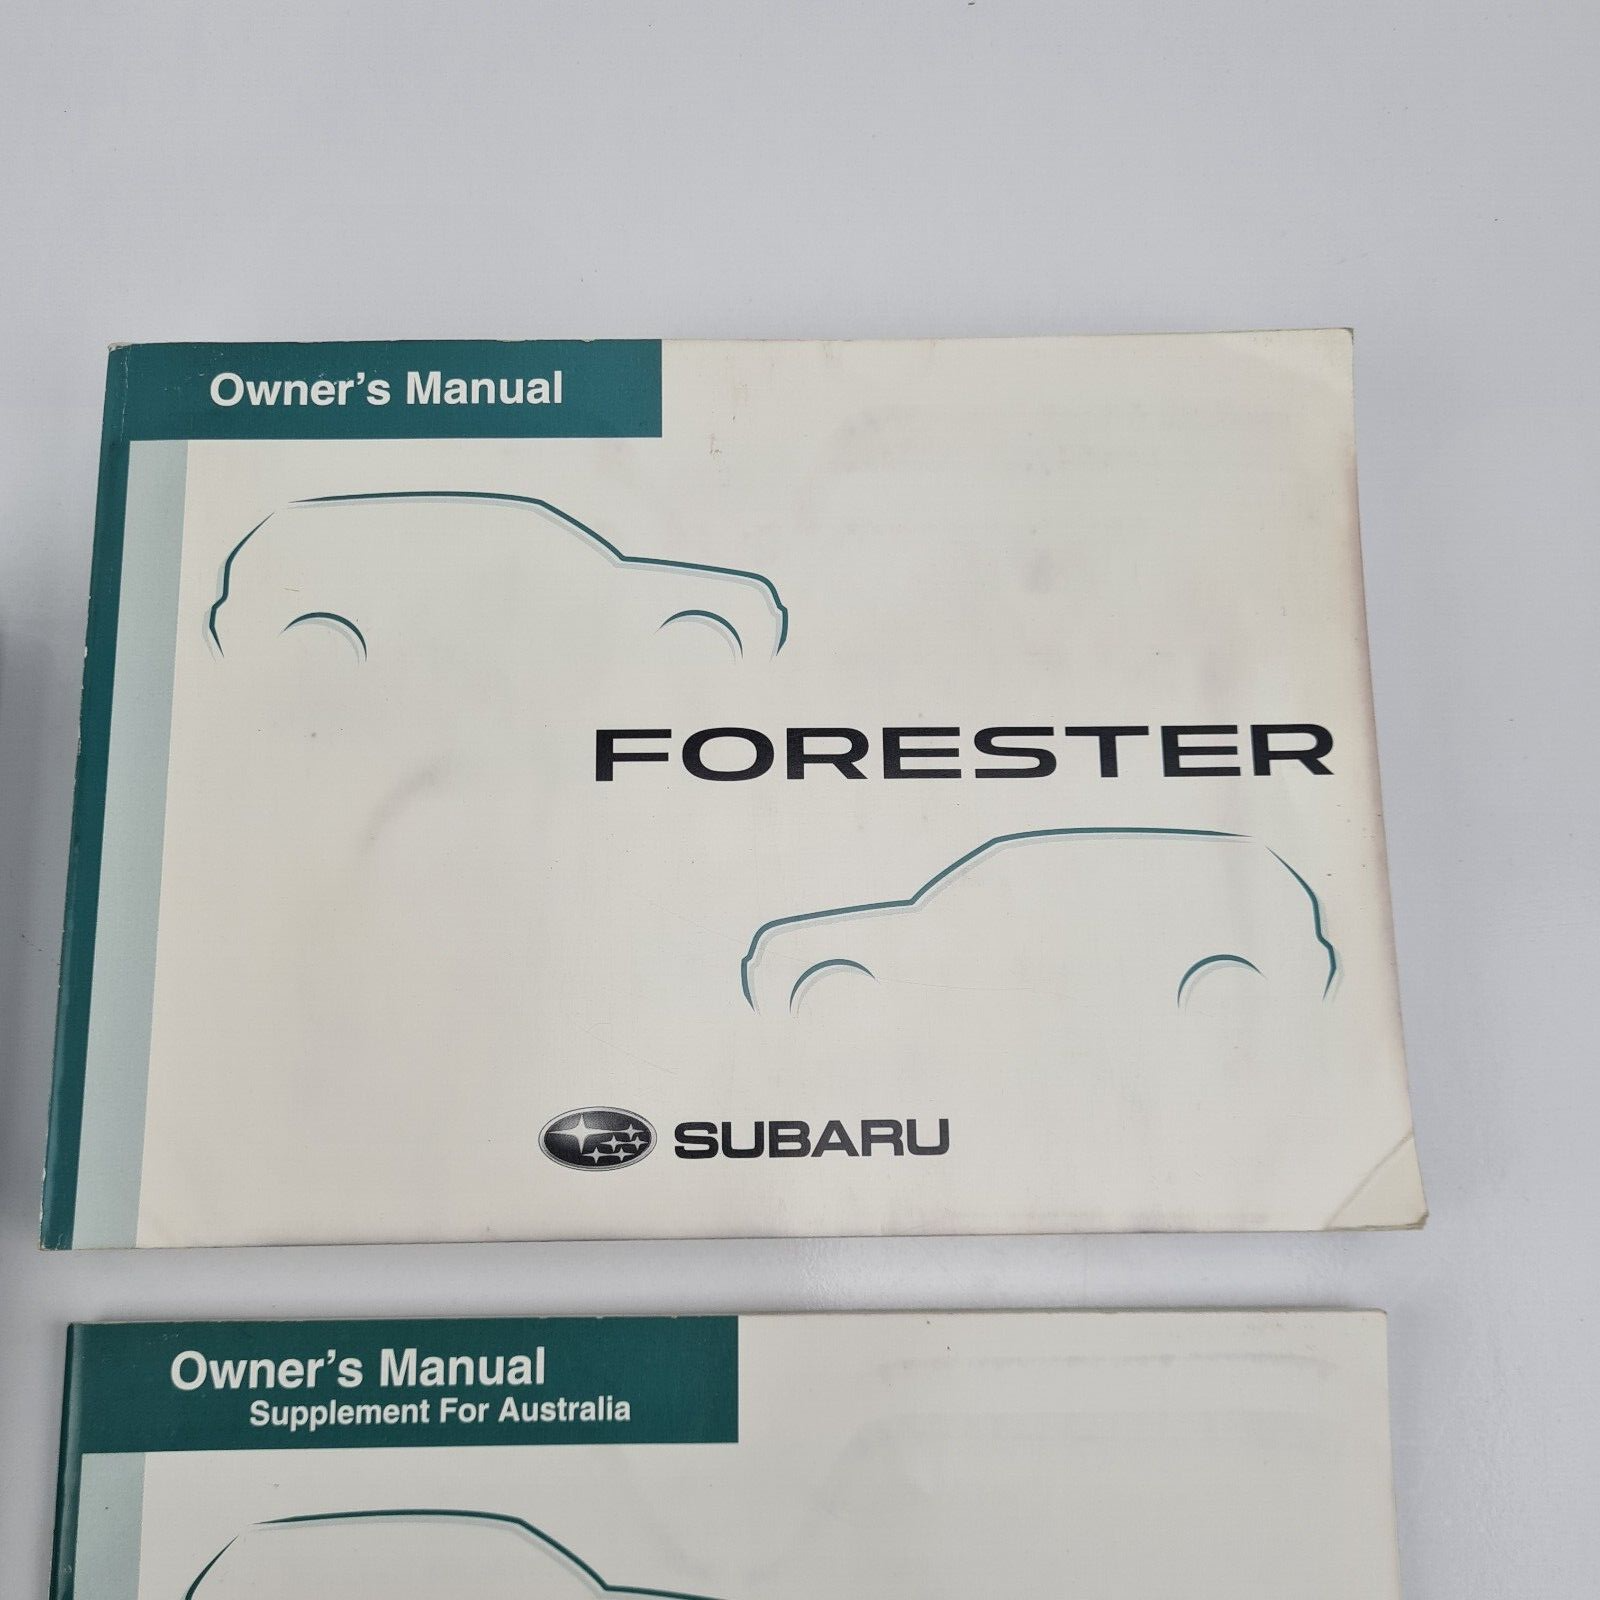 Owner's Manual
FORESTER
SUBARU
Owner's Manual
Supplement For Australia